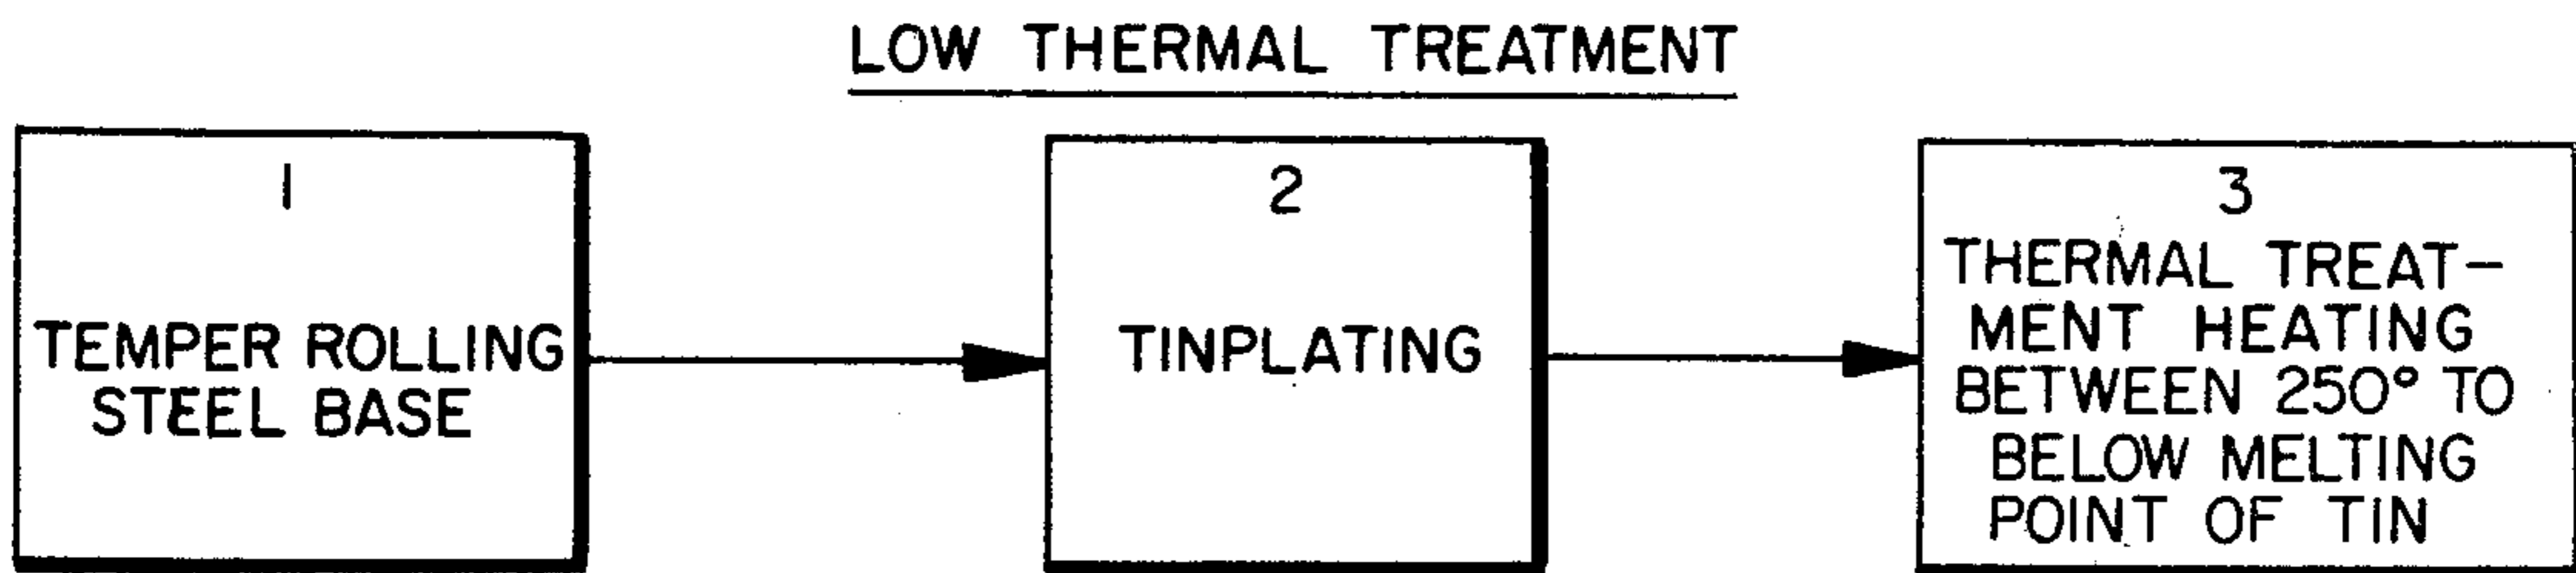 LOW THERMAL TREATMENT
1
TEMPER ROLLING
STEEL BASE
2
TINPLATING
3
THERMAL TREAT-
MENT HEATING
BETWEEN 250° TO
BELOW MELTING
POINT OF TIN